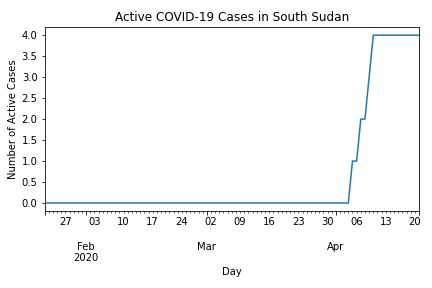 Active COVID-19 Cases in South Sudan
4.0
3.5
3.0
2.5
2.0
1.5
1.0
0.5
0.0
Number of Active Cases
27 03 10 17 24 02 09 16 23 30 06 13 20
Feb Mar Apr
2020
Day